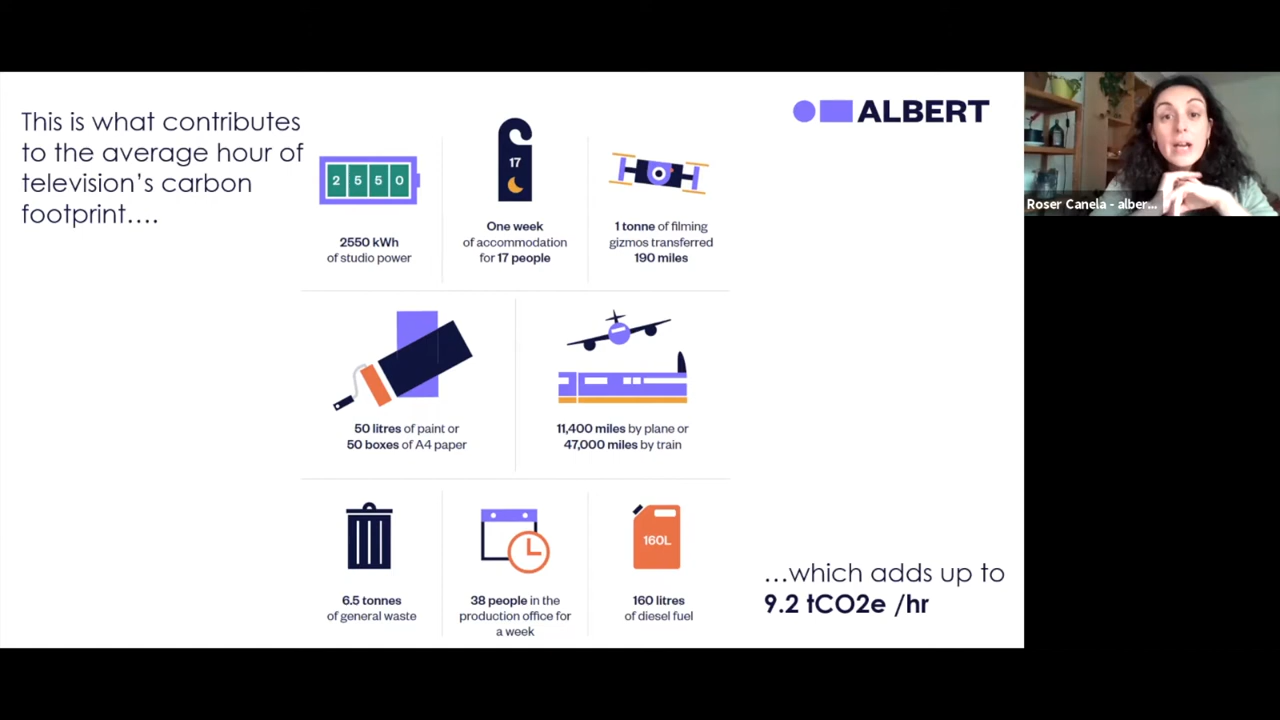 This is what contributes
to the average hour of
television's carbon
footprint....
ALBERT
2550
2550 kWh
of studio power
17
One week
of accommodation
for 17 people
1 tonne of filming
gizmos transferred
190 miles
50 litres of paint or
50 boxes of A4 paper
11,400 miles by plane or
47,000 miles by train
6.5 tonnes
of general waste
38 people in the
production office for
a week
160L
160 litres
of diesel fuel
...which adds up to
9.2 tCO2e /hr
Roser Canela - alber...